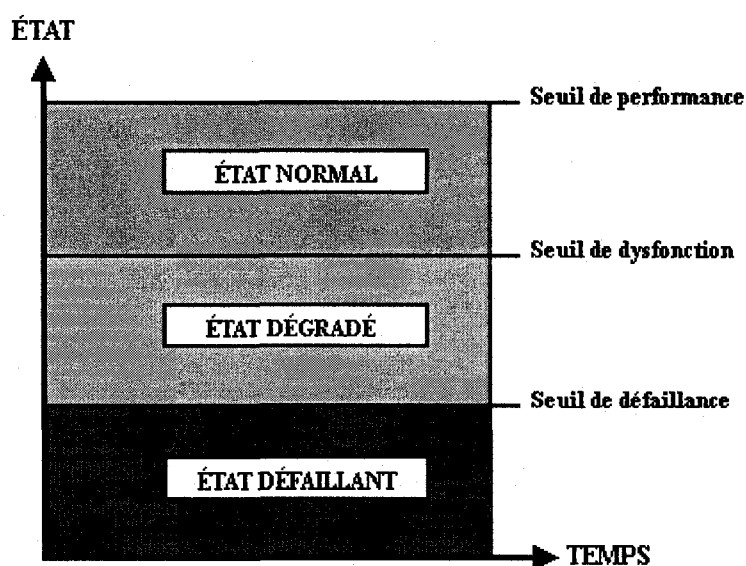 ÉTAT
Seuil de performance
ÉTAT NORMAL
Seuil de dysfonction
ÉTAT DÉGRADÉ
Seuil de défaillance
ÉTAT DÉFAILLANT
TEMPS